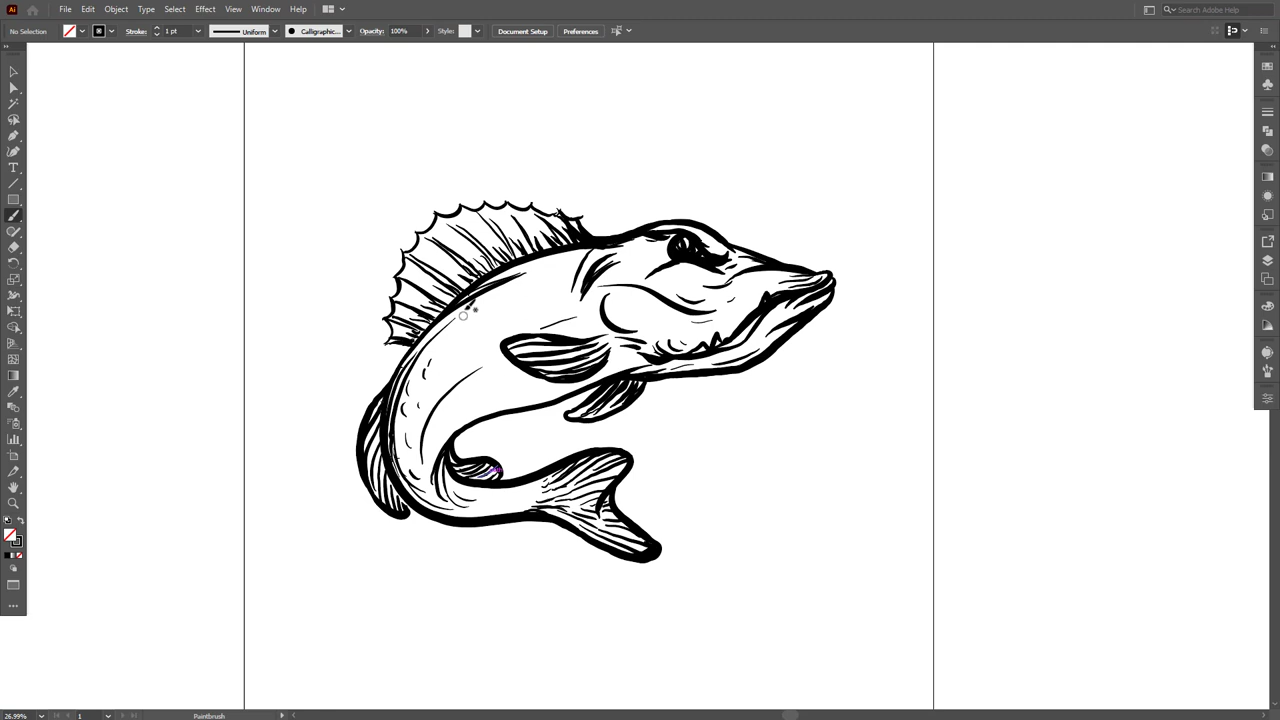 Ai File Edit Object Type Select Effect View Window Help Search Adobe Help
No Selection Stroke: 1 pt Uniform Calligraphic... Opacity: 100% Style: Document Setup Preferences
26.99% 1 Paintbrush